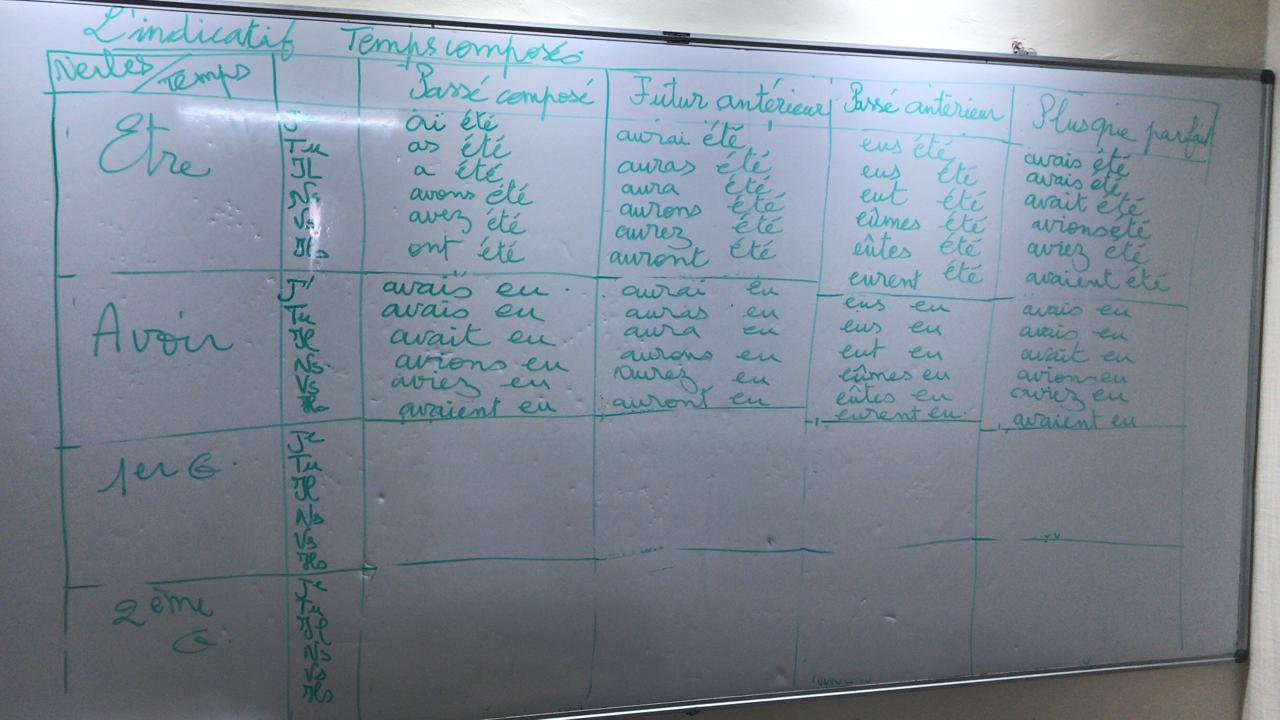 L'indicatif Temps composés
Verbes/Temps Passé composé Futur antérieur Passé antérieur Plus que parfait
Etre J' ai été aurai été eus été avais été
Tu as été auras été eus été avais été
Il a été aura été eut été avait été
Ns avons été aurons été eûmes été avions été
Vs avez été aurez été eûtes été aviez été
Ils ont été auront été eurent été avaient été
Avoir J' avais eu aurai eu eus eu avais eu
Tu avais eu auras eu eus eu avais eu
Il avait eu aura eu eut eu avait eu
Ns avions eu aurons eu eûmes eu avions eu
Vs aviez eu aurez eu eûtes eu aviez eu
Ils avaient eu auront eu eurent eu avaient eu
1er G. Je
Tu
Il
Ns
Vs
Ils
2ème G. Je
Tu
Il
Ns
Vs
Ils